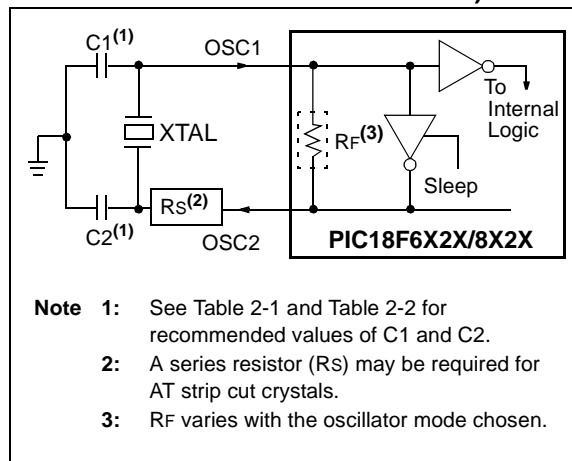 C1(1)
OSC1
To
Internal
Logic
XTAL
RF(3)
Sleep
C2(1)
RS(2)
OSC2
PIC18F6X2X/8X2X
Note 1: See Table 2-1 and Table 2-2 for
recommended values of C1 and C2.
2: A series resistor (RS) may be required for
AT strip cut crystals.
3: RF varies with the oscillator mode chosen.